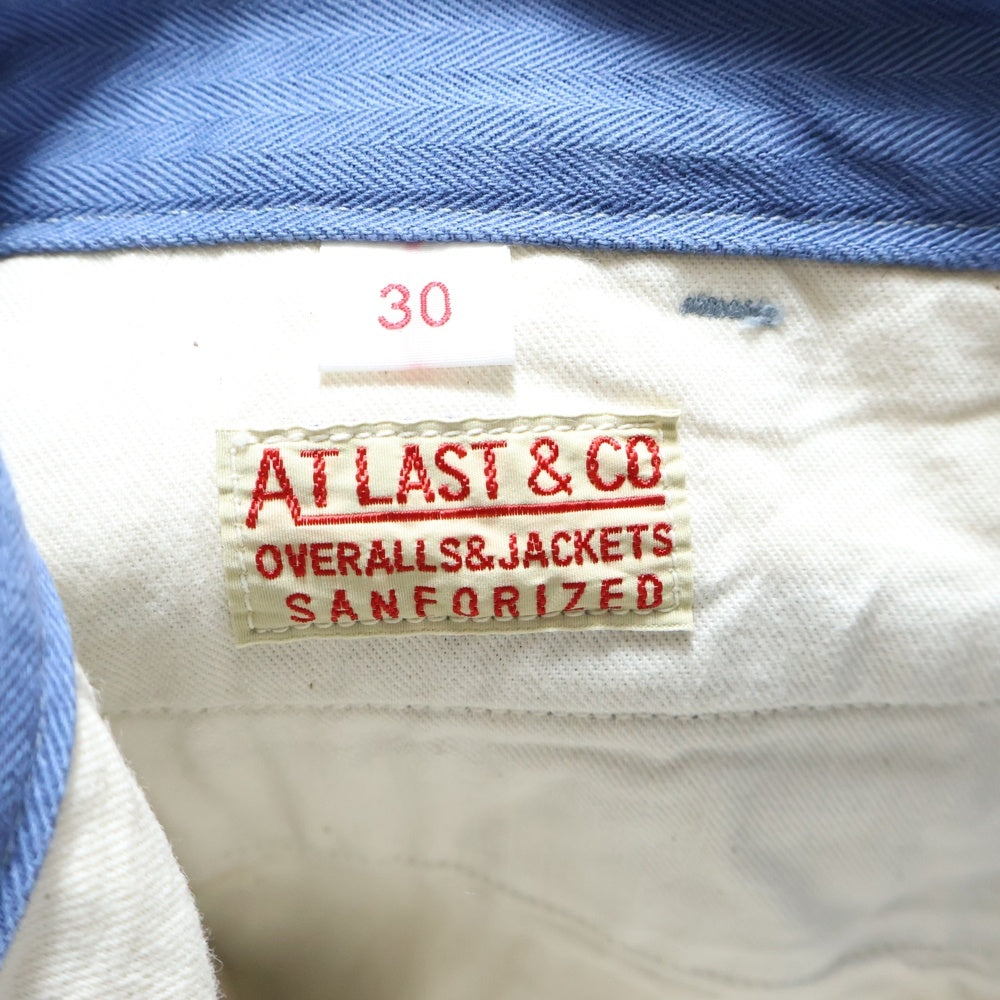 30
AT LAST & CO
OVERALLS&JACKETS
SANFORIZED